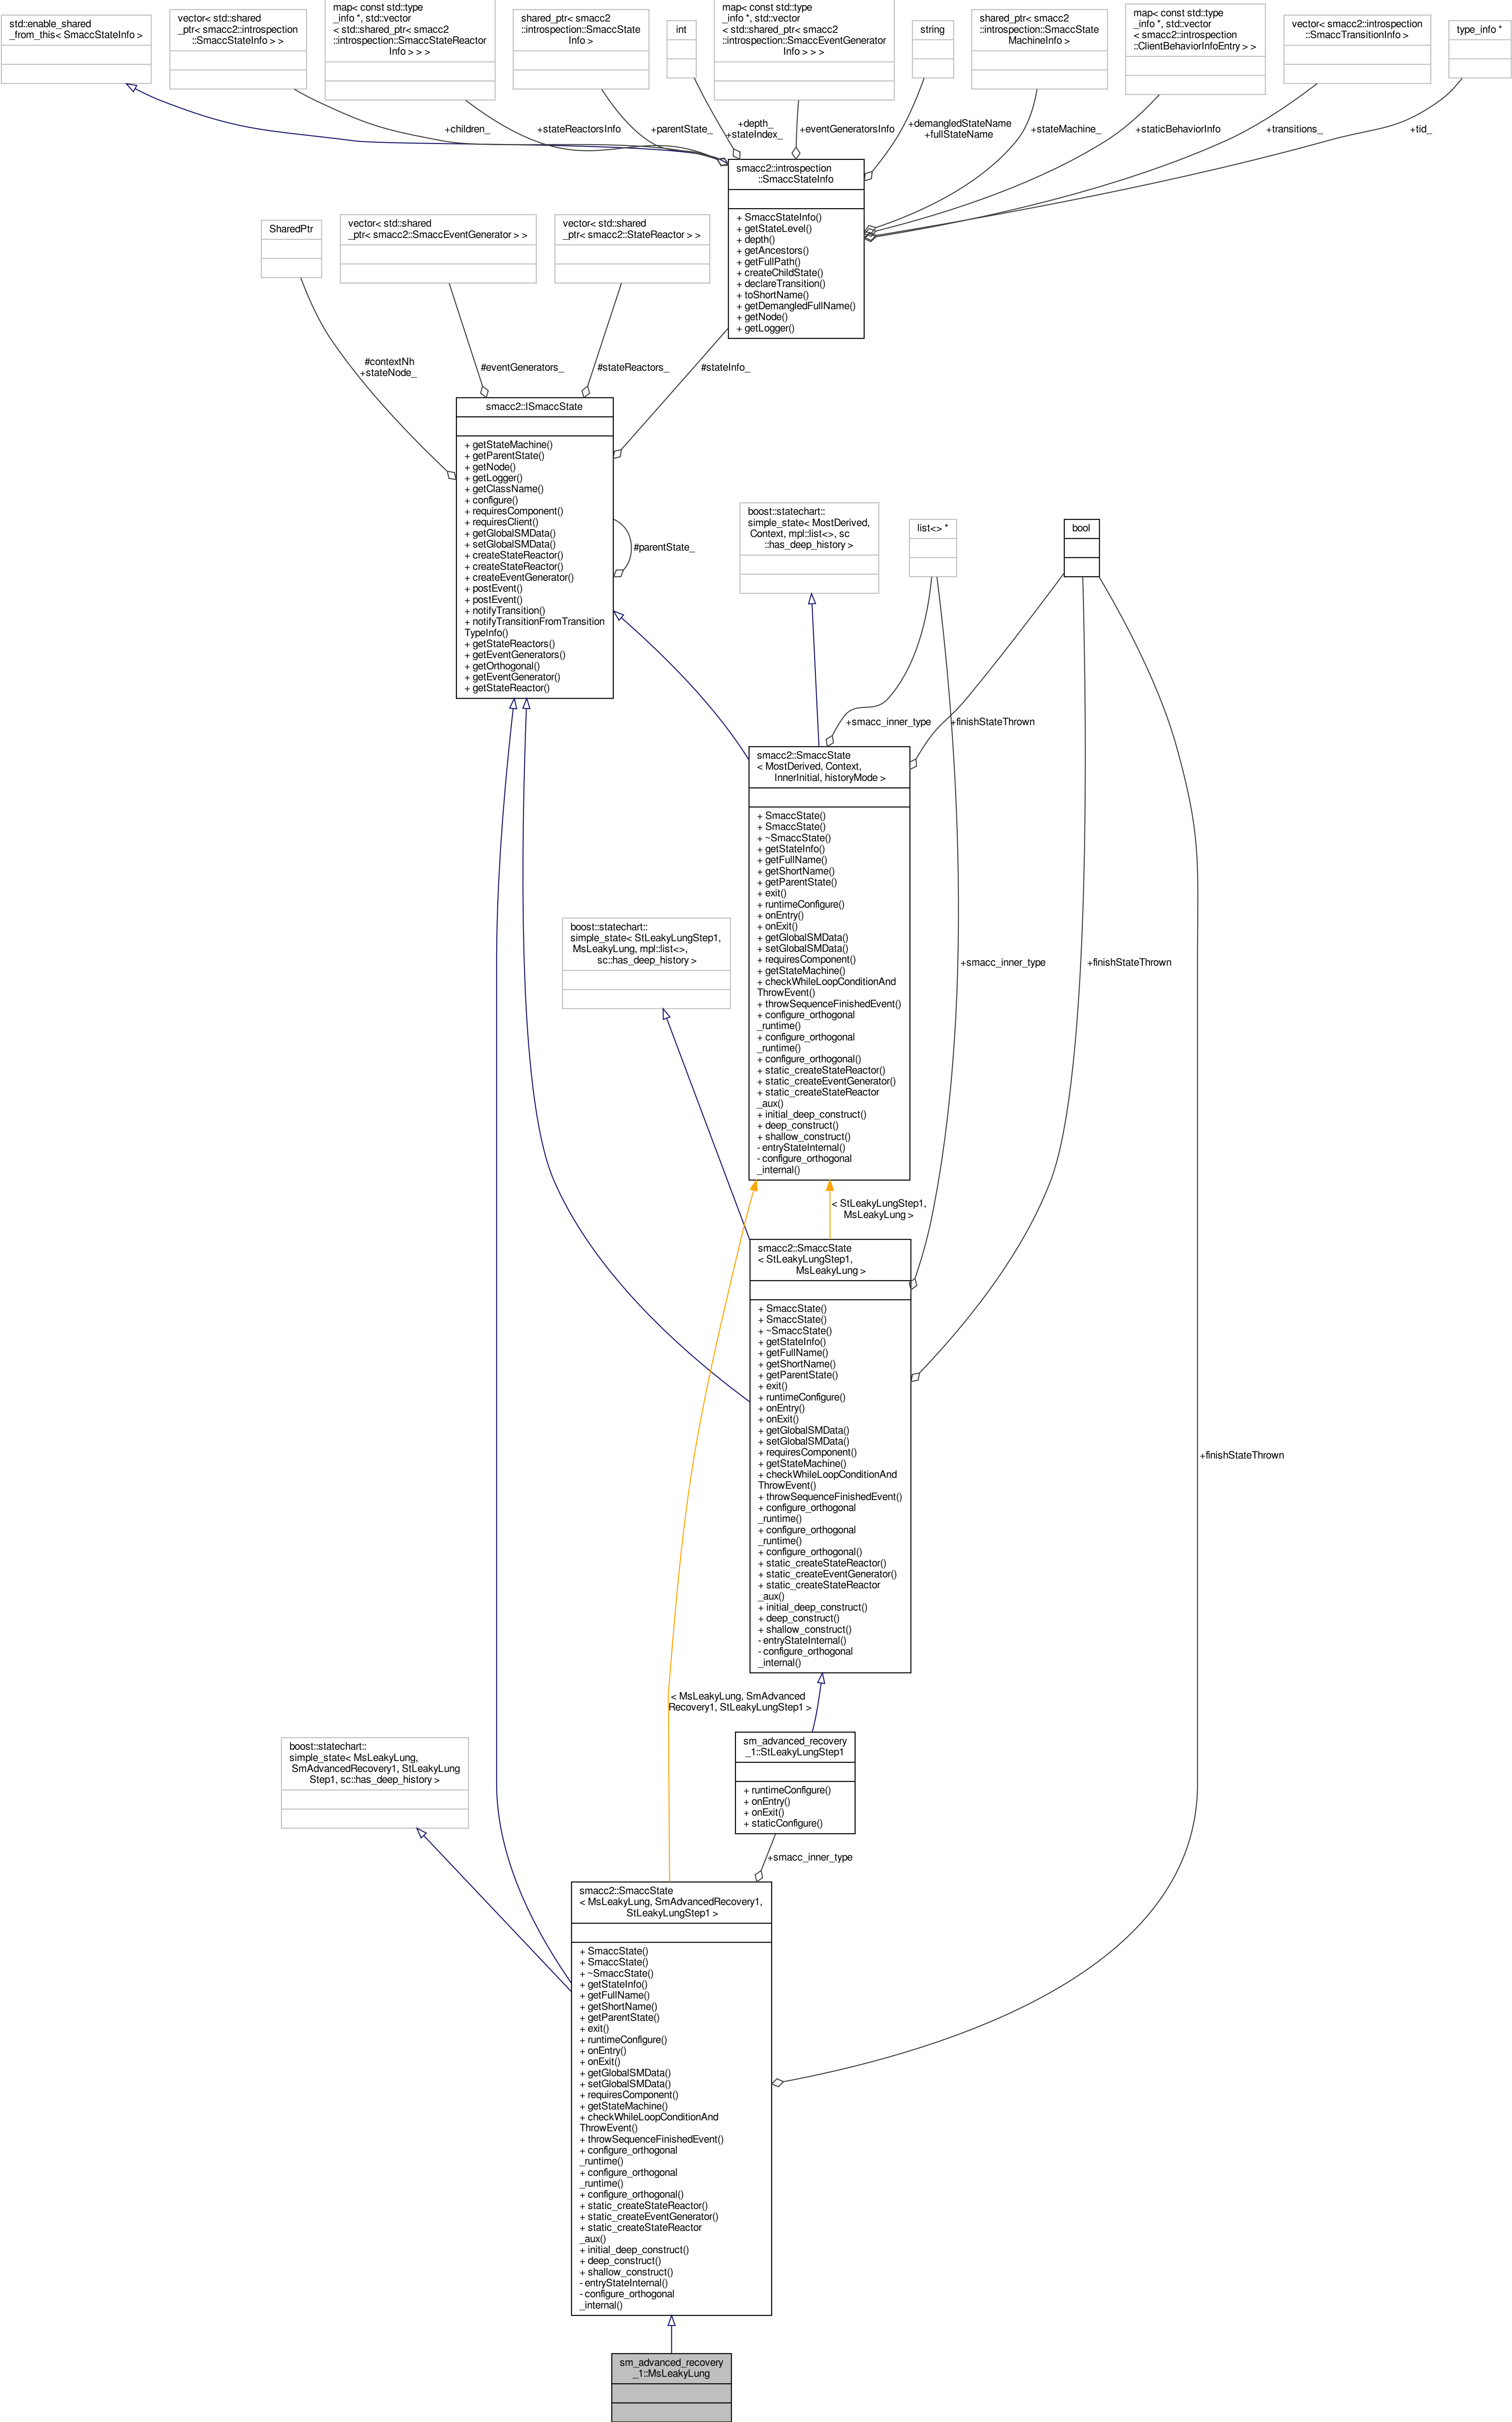 std::enable_shared
_from_this< SmaccStateInfo >
vector< std::shared
_ptr< smacc2::introspection
::SmaccStateInfo > >
map< const std::type
_info *, std::vector
< std::shared_ptr< smacc2
::introspection::SmaccStateReactor
Info > > >
shared_ptr< smacc2
::introspection::SmaccState
Info >
int
map< const std::type
_info *, std::vector
< std::shared_ptr< smacc2
::introspection::SmaccEventGenerator
Info > > >
string
shared_ptr< smacc2
::introspection::SmaccState
MachineInfo >
map< const std::type
_info *, std::vector
< smacc2::introspection
::ClientBehaviorInfoEntry > >
vector< smacc2::introspection
::SmaccTransitionInfo >
type_info *
+children_
+stateReactorsInfo
+parentState_
+depth_
+stateIndex_
+eventGeneratorsInfo
+demangledStateName
+fullStateName
+stateMachine_
+staticBehaviorInfo
+transitions_
+tid_
smacc2::introspection
::SmaccStateInfo
+ SmaccStateInfo()
+ getStateLevel()
+ depth()
+ getAncestors()
+ getFullPath()
+ createChildState()
+ declareTransition()
+ toShortName()
+ getDemangledFullName()
+ getNode()
+ getLogger()
SharedPtr
vector< std::shared
_ptr< smacc2::SmaccEventGenerator > >
vector< std::shared
_ptr< smacc2::StateReactor > >
#contextNh
+stateNode_
#eventGenerators_
#stateReactors_
#stateInfo_
smacc2::ISmaccState
+ getStateMachine()
+ getParentState()
+ getNode()
+ getLogger()
+ getClassName()
+ configure()
+ requiresComponent()
+ requiresClient()
+ getGlobalSMData()
+ setGlobalSMData()
+ createStateReactor()
+ createStateReactor()
+ createEventGenerator()
+ postEvent()
+ postEvent()
+ notifyTransition()
+ notifyTransitionFromTransition
TypeInfo()
+ getStateReactors()
+ getEventGenerators()
+ getOrthogonal()
+ getEventGenerator()
+ getStateReactor()
#parentState_
boost::statechart::
simple_state< MostDerived,
Context, mpl::list<>, sc
::has_deep_history >
list<> *
bool
+smacc_inner_type
+finishStateThrown
smacc2::SmaccState
< MostDerived, Context,
InnerInitial, historyMode >
+ SmaccState()
+ SmaccState()
+ ~SmaccState()
+ getStateInfo()
+ getFullName()
+ getShortName()
+ getParentState()
+ exit()
+ runtimeConfigure()
+ onEntry()
+ onExit()
+ getGlobalSMData()
+ setGlobalSMData()
+ requiresComponent()
+ getStateMachine()
+ checkWhileLoopConditionAnd
ThrowEvent()
+ throwSequenceFinishedEvent()
+ configure_orthogonal
_runtime()
+ configure_orthogonal
_runtime()
+ configure_orthogonal()
+ static_createStateReactor()
+ static_createEventGenerator()
+ static_createStateReactor
_aux()
+ initial_deep_construct()
+ deep_construct()
+ shallow_construct()
- entryStateInternal()
- configure_orthogonal
_internal()
boost::statechart::
simple_state< StLeakyLungStep1,
MsLeakyLung, mpl::list<>,
sc::has_deep_history >
+smacc_inner_type
+finishStateThrown
< StLeakyLungStep1,
MsLeakyLung >
smacc2::SmaccState
< StLeakyLungStep1,
MsLeakyLung >
+ SmaccState()
+ SmaccState()
+ ~SmaccState()
+ getStateInfo()
+ getFullName()
+ getShortName()
+ getParentState()
+ exit()
+ runtimeConfigure()
+ onEntry()
+ onExit()
+ getGlobalSMData()
+ setGlobalSMData()
+ requiresComponent()
+ getStateMachine()
+ checkWhileLoopConditionAnd
ThrowEvent()
+ throwSequenceFinishedEvent()
+ configure_orthogonal
_runtime()
+ configure_orthogonal
_runtime()
+ configure_orthogonal()
+ static_createStateReactor()
+ static_createEventGenerator()
+ static_createStateReactor
_aux()
+ initial_deep_construct()
+ deep_construct()
+ shallow_construct()
- entryStateInternal()
- configure_orthogonal
_internal()
+finishStateThrown
< MsLeakyLung, SmAdvanced
Recovery1, StLeakyLungStep1 >
sm_advanced_recovery
_1::StLeakyLungStep1
+ runtimeConfigure()
+ onEntry()
+ onExit()
+ staticConfigure()
boost::statechart::
simple_state< MsLeakyLung,
SmAdvancedRecovery1, StLeakyLung
Step1, sc::has_deep_history >
+smacc_inner_type
smacc2::SmaccState
< MsLeakyLung, SmAdvancedRecovery1,
StLeakyLungStep1 >
+ SmaccState()
+ SmaccState()
+ ~SmaccState()
+ getStateInfo()
+ getFullName()
+ getShortName()
+ getParentState()
+ exit()
+ runtimeConfigure()
+ onEntry()
+ onExit()
+ getGlobalSMData()
+ setGlobalSMData()
+ requiresComponent()
+ getStateMachine()
+ checkWhileLoopConditionAnd
ThrowEvent()
+ throwSequenceFinishedEvent()
+ configure_orthogonal
_runtime()
+ configure_orthogonal
_runtime()
+ configure_orthogonal()
+ static_createStateReactor()
+ static_createEventGenerator()
+ static_createStateReactor
_aux()
+ initial_deep_construct()
+ deep_construct()
+ shallow_construct()
- entryStateInternal()
- configure_orthogonal
_internal()
sm_advanced_recovery
_1::MsLeakyLung